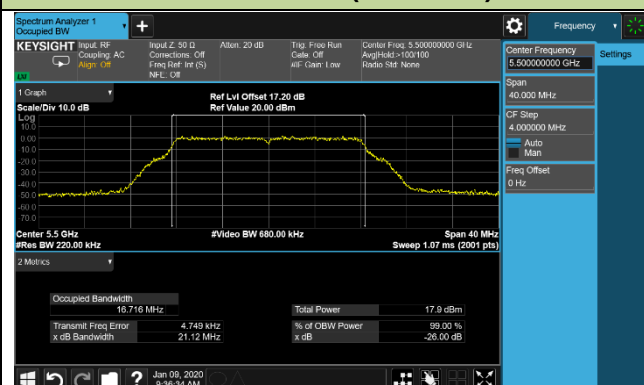 Spectrum Analyzer 1
Occupied BW
Frequency
Settings
KEYSIGHT
Input: RF
Coupling: AC
Align: Off
Input Z: 50 Ω
Corrections: Off
Freq Ref: Int (S)
NFE: Off
Atten: 20 dB
Trig: Free Run
Gate: Off
#IF Gain: Low
Center Freq: 5.500000000 GHz
Avg|Hold:>100/100
Radio Std: None
LXI
Center Frequency
5.500000000 GHz
Span
40.000 MHz
CF Step
4.000000 MHz
Auto
Man
Freq Offset
0 Hz
1 Graph
Scale/Div 10.0 dB
Ref Lvl Offset 17.20 dB
Ref Value 20.00 dBm
Log
10.0
0.00
-10.0
-20.0
-30.0
-40.0
-50.0
-60.0
-70.0
Center 5.5 GHz
#Res BW 220.00 kHz
#Video BW 680.00 kHz
Span 40 MHz
Sweep 1.07 ms (2001 pts)
2 Metrics
Occupied Bandwidth
16.716 MHz
Total Power 17.9 dBm
Transmit Freq Error 4.749 kHz
% of OBW Power 99.00 %
x dB Bandwidth 21.12 MHz
x dB -26.00 dB
Jan 09, 2020
9:36:34 AM